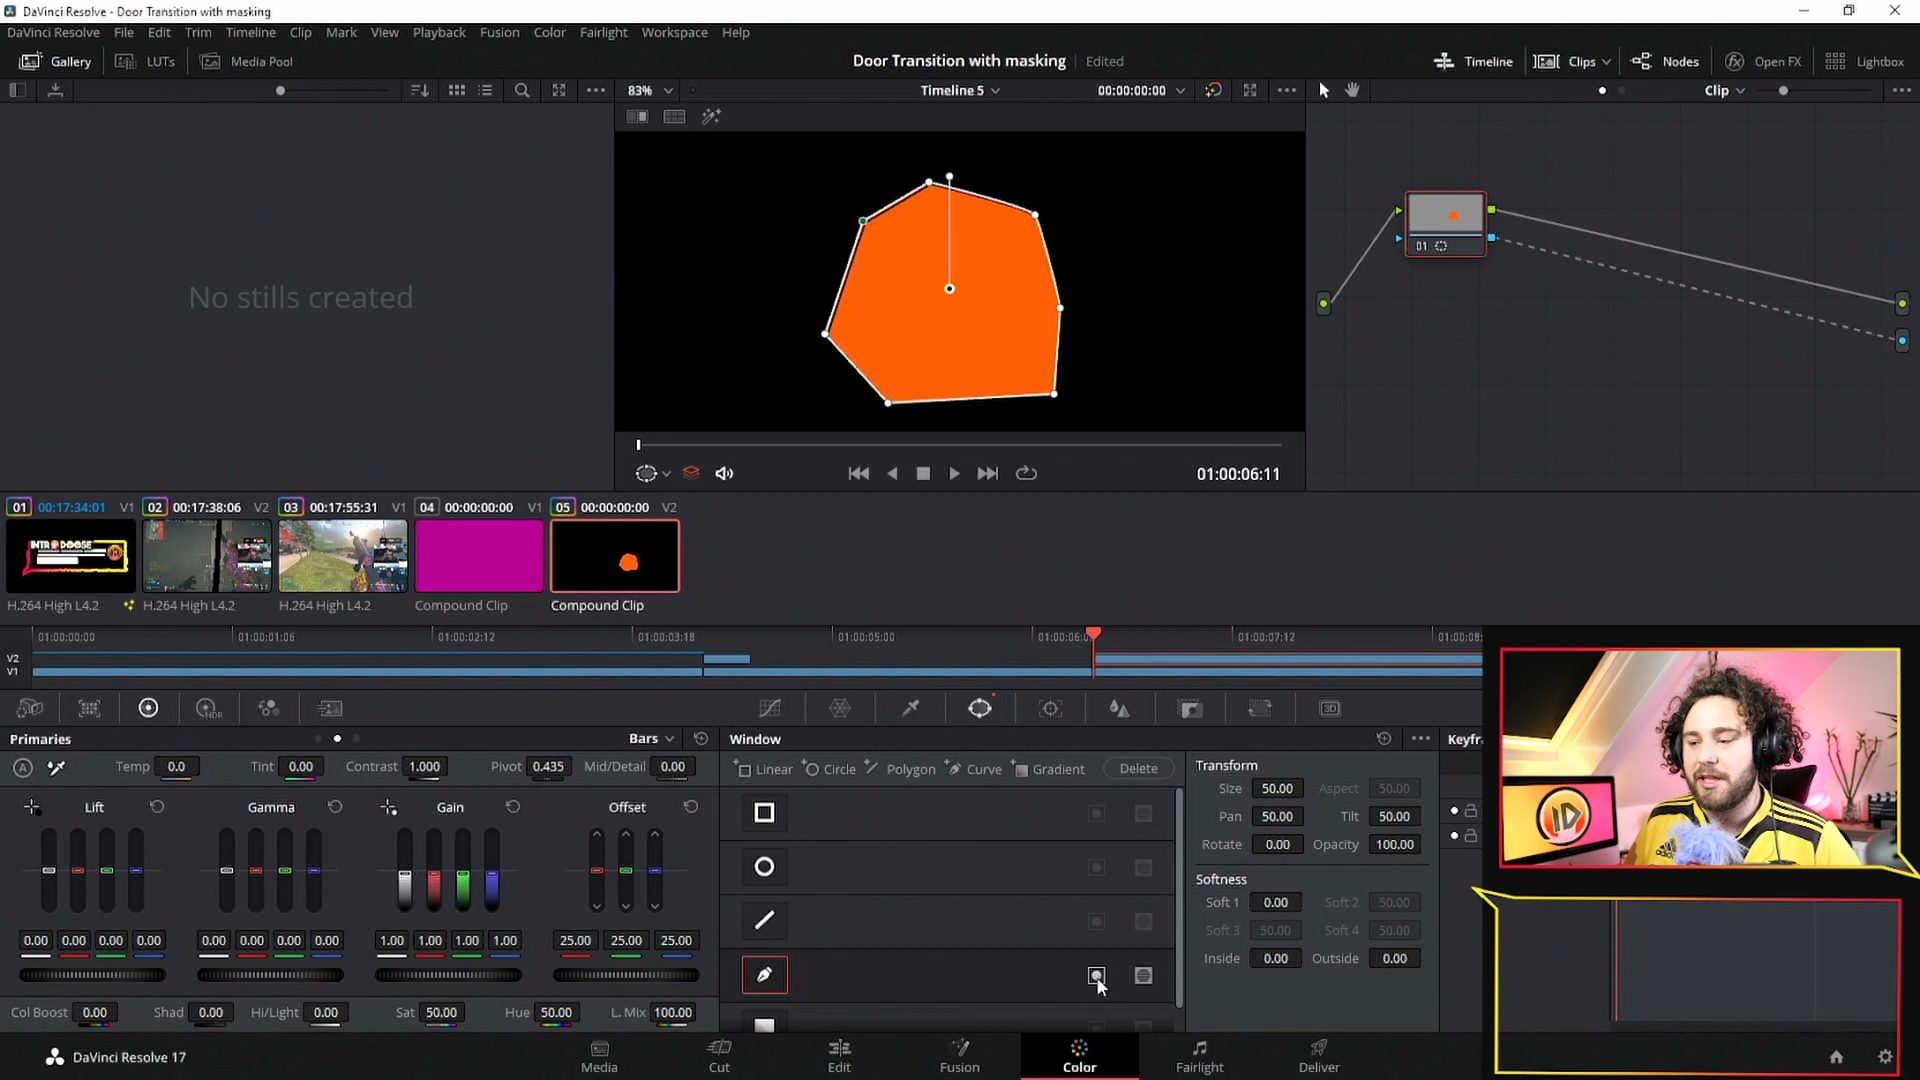 DaVinci Resolve - Door Transition with masking
DaVinci Resolve File Edit Trim Timeline Clip Mark View Playback Fusion Color Fairlight Workspace Help
Gallery LUTs Media Pool Door Transition with masking Edited Timeline Clips Nodes Open FX Lightbox
83% Timeline 5 00:00:00:00 Clip
No stills created
01
01:00:06:11
01 00:17:34:01 V1 02 00:17:38:06 V2 03 00:17:55:31 V1 04 00:00:00:00 V1 05 00:00:00:00 V2
H.264 High L4.2 H.264 High L4.2 H.264 High L4.2 Compound Clip Compound Clip
01:00:00:00 01:00:01:06 01:00:02:12 01:00:03:18 01:00:05:00 01:00:06:0 01:00:07:12 01:00:08:
V2
V1
HDR 3D
Primaries Bars Window Keyfr
A Temp 0.0 Tint 0.00 Contrast 1.000 Pivot 0.435 Mid/Detail 0.00 Linear Circle Polygon Curve Gradient Delete Transform
Size 50.00 Aspect 50.00
Lift Gamma Gain Offset
Pan 50.00 Tilt 50.00
Rotate 0.00 Opacity 100.00
Softness
Soft 1 0.00 Soft 2 50.00
Soft 3 50.00 Soft 4 50.00
0.00 0.00 0.00 0.00 0.00 0.00 0.00 0.00 1.00 1.00 1.00 1.00 25.00 25.00 25.00
Inside 0.00 Outside 0.00
Col Boost 0.00 Shad 0.00 Hi/Light 0.00 Sat 50.00 Hue 50.00 L. Mix 100.00
DaVinci Resolve 17 Media Cut Edit Fusion Color Fairlight Deliver
ID